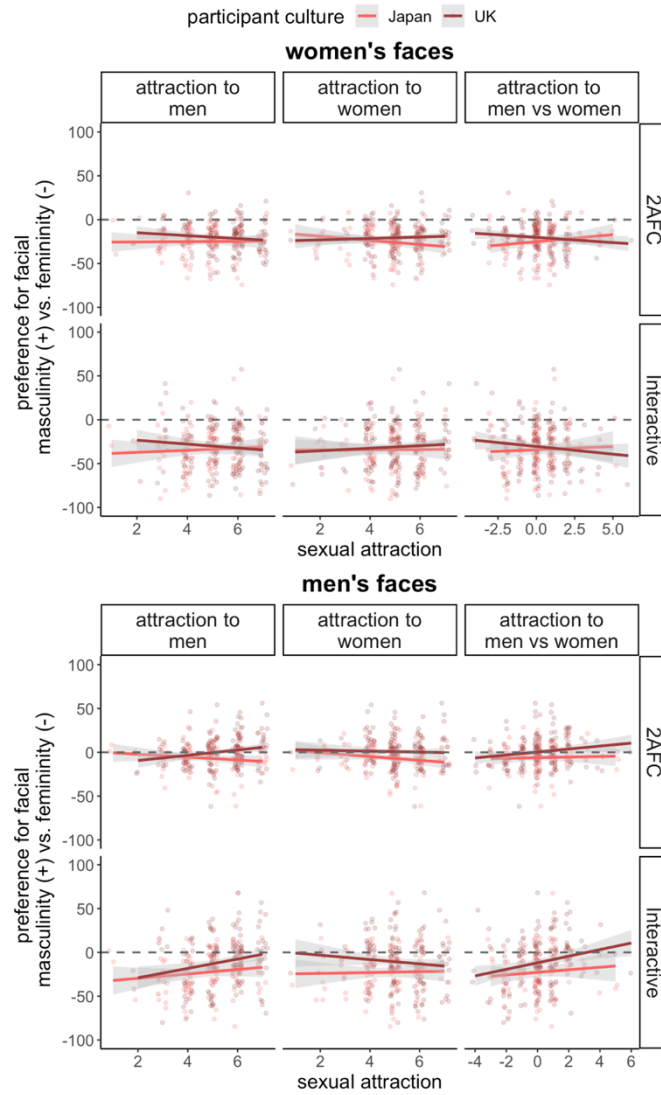 participant culture Japan UK
women's faces
attraction to men
attraction to women
attraction to men vs women
preference for facial
masculinity (+) vs. femininity (-)
100
50
0
-50
-100
2AFC
100
50
0
-50
-100
Interactive
2 4 6
2 4 6
-2.5 0.0 2.5 5.0
sexual attraction
men's faces
attraction to men
attraction to women
attraction to men vs women
preference for facial
masculinity (+) vs. femininity (-)
100
50
0
-50
-100
2AFC
100
50
0
-50
-100
Interactive
2 4 6
2 4 6
-4 -2 0 2 4 6
sexual attraction